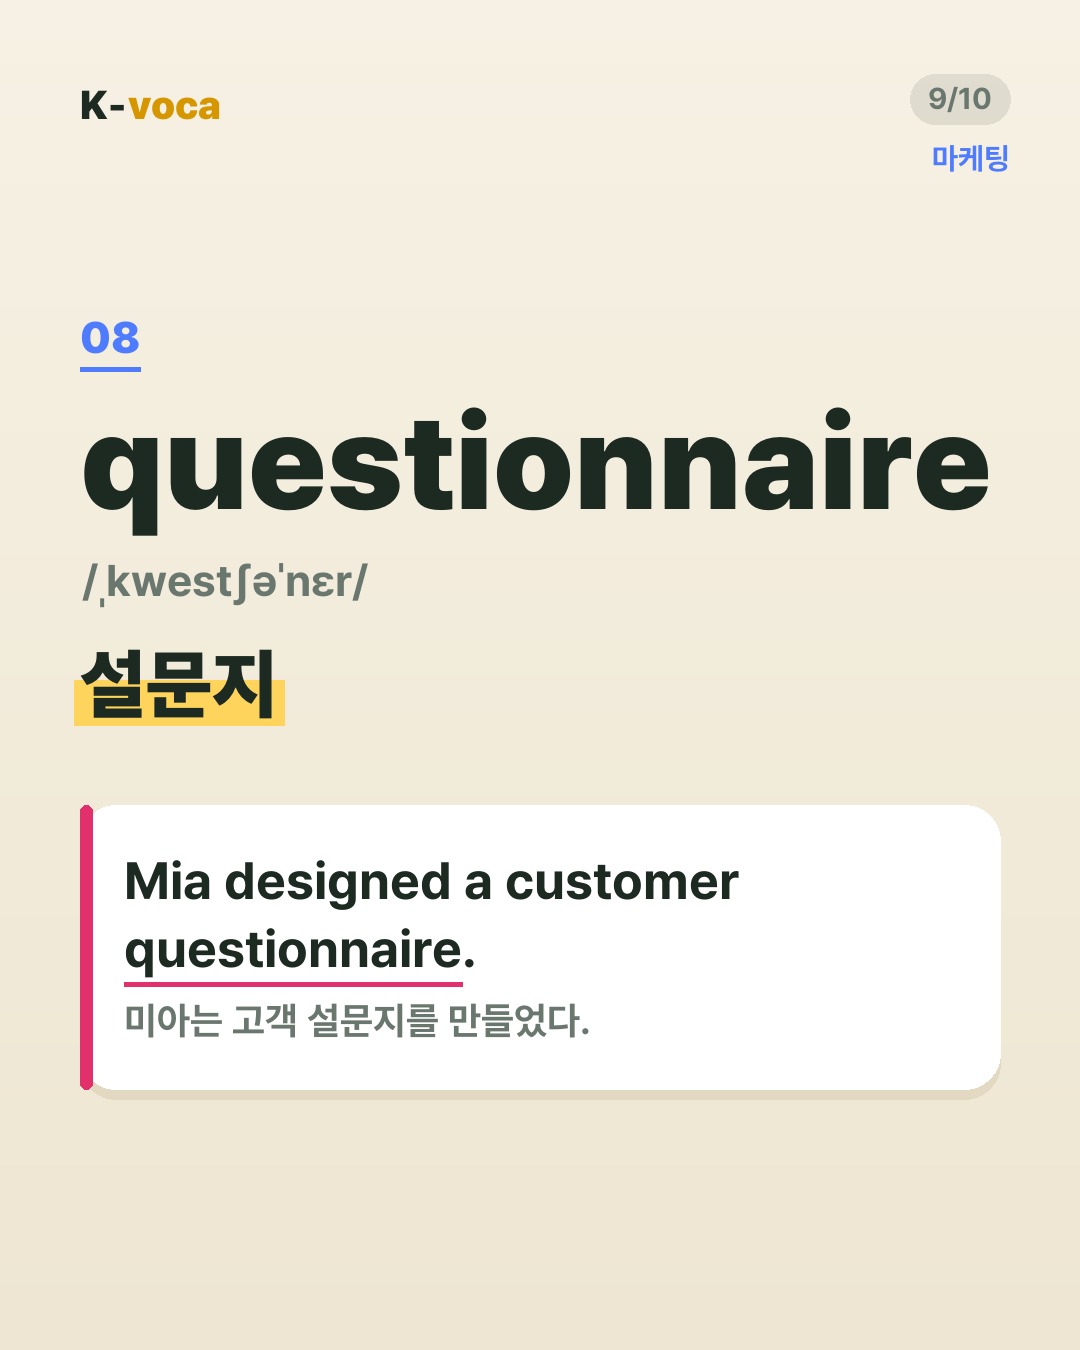 K-voca
9/10
마케팅
08
questionnaire
/ˌkwestʃəˈnɛr/
설문지
Mia designed a customer
questionnaire.
미아는 고객 설문지를 만들었다.